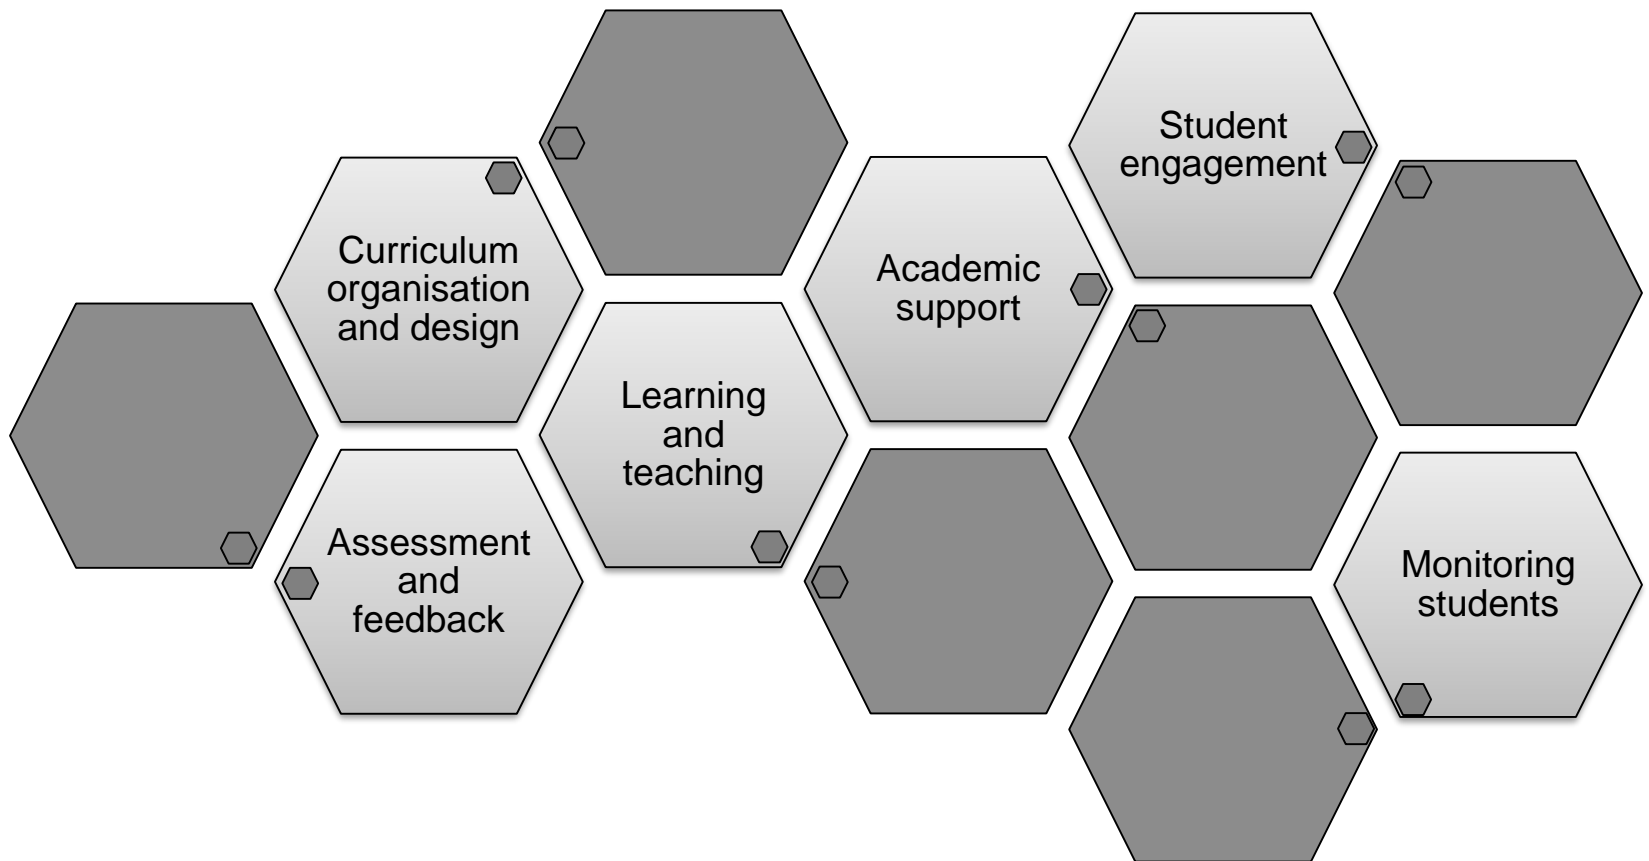 Student
engagement
Curriculum
organisation
and design
Academic
support
Learning
and
teaching
Assessment
and
feedback
Monitoring
students